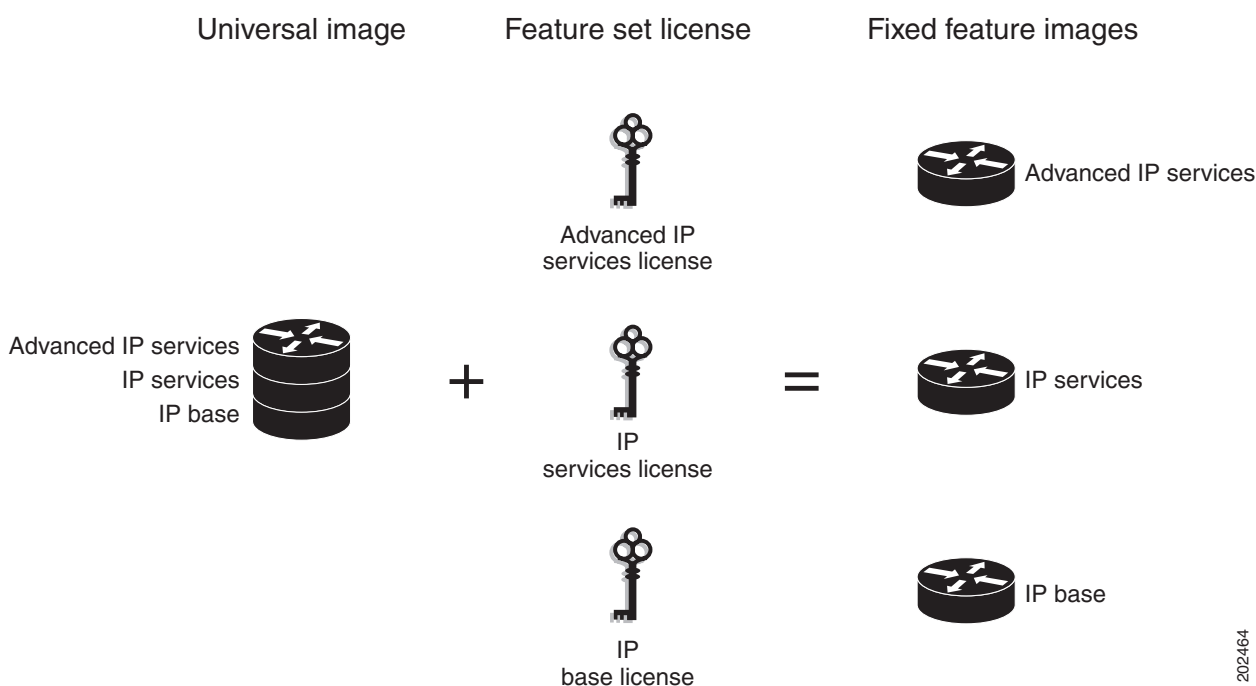 Universal image
Feature set license
Fixed feature images
Advanced IP
services license
Advanced IP services
Advanced IP services
IP services
IP base
+
IP
services license
=
IP services
IP
base license
IP base
202464